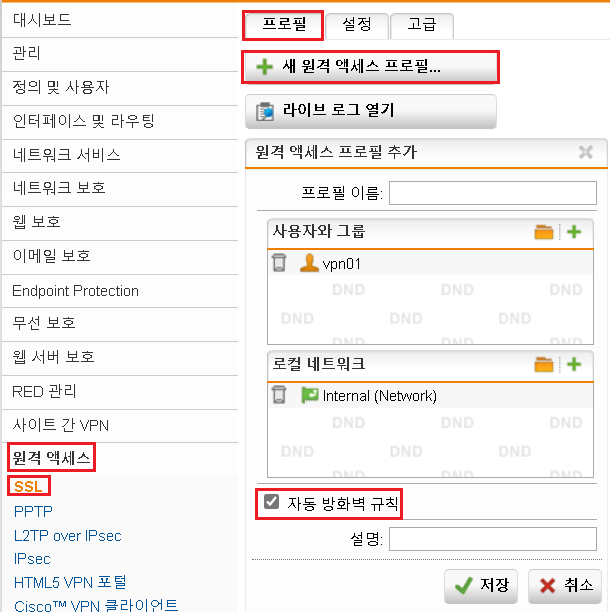 대시보드
관리
정의 및 사용자
인터페이스 및 라우팅
네트워크 서비스
네트워크 보호
웹 보호
이메일 보호
Endpoint Protection
무선 보호
웹 서버 보호
RED 관리
사이트 간 VPN
원격 액세스
SSL
PPTP
L2TP over IPsec
IPsec
HTML5 VPN 포털
Cisco™ VPN 클라이언트
프로필 설정 고급
새 원격 액세스 프로필...
라이브 로그 열기
원격 액세스 프로필 추가
프로필 이름:
사용자와 그룹
vpn01
DND DND DND
DND DND DND
로컬 네트워크
Internal (Network)
DND DND DND
DND DND DND
자동 방화벽 규칙
설명:
저장 취소